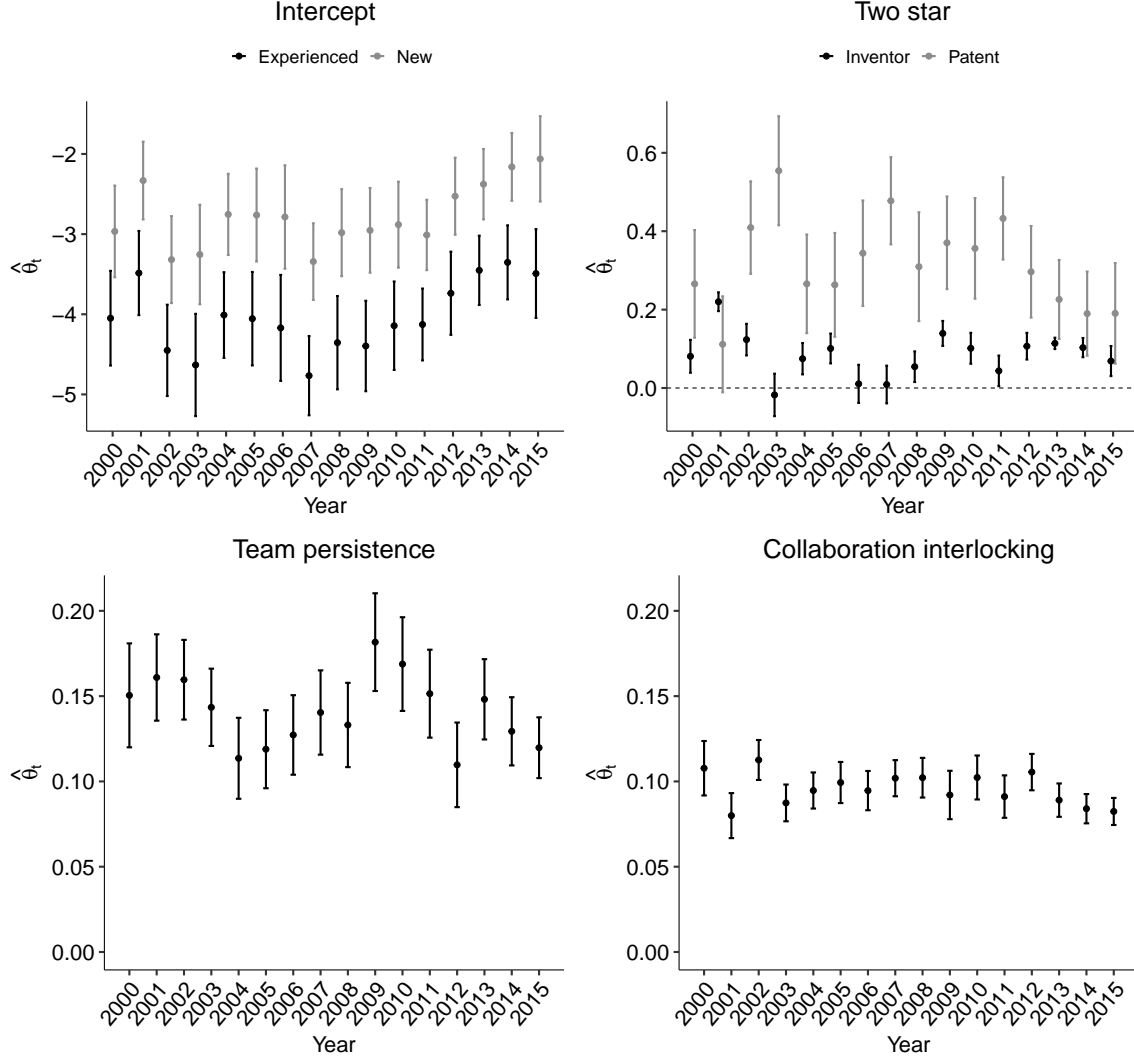 Intercept
Experienced New
−2
−3
−4
−5
θ̂t
2000 2001 2002 2003 2004 2005 2006 2007 2008 2009 2010 2011 2012 2013 2014 2015
Year
Two star
Inventor Patent
0.6
0.4
0.2
0.0
θ̂t
2000 2001 2002 2003 2004 2005 2006 2007 2008 2009 2010 2011 2012 2013 2014 2015
Year
Team persistence
0.20
0.15
0.10
0.05
0.00
θ̂t
2000 2001 2002 2003 2004 2005 2006 2007 2008 2009 2010 2011 2012 2013 2014 2015
Year
Collaboration interlocking
0.20
0.15
0.10
0.05
0.00
θ̂t
2000 2001 2002 2003 2004 2005 2006 2007 2008 2009 2010 2011 2012 2013 2014 2015
Year